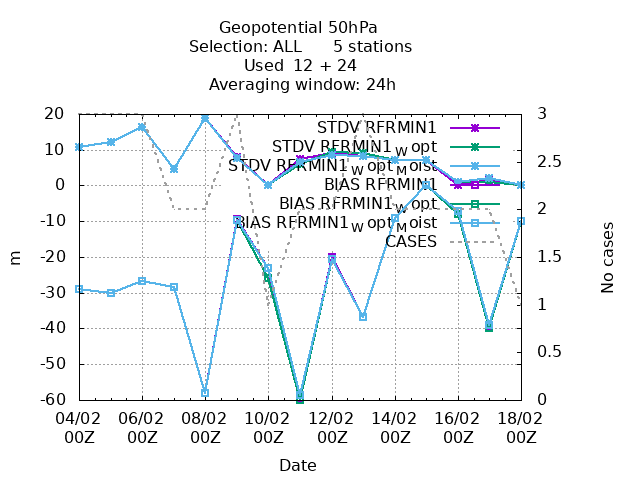 Geopotential 50hPa
Selection: ALL 5 stations
Used 12 + 24
Averaging window: 24h
20
10
0
-10
-20
-30
-40
-50
-60
m
3
2.5
2
1.5
1
0.5
0
No cases
STDV RFRMIN1
STDV RFRMIN1_W opt
STDV RFRMIN1_W opt_M oist
BIAS RFRMIN1
BIAS RFRMIN1_W opt
BIAS RFRMIN1_W opt_M oist
CASES
04/02 06/02 08/02 10/02 12/02 14/02 16/02 18/02
00Z 00Z 00Z 00Z 00Z 00Z 00Z 00Z
Date